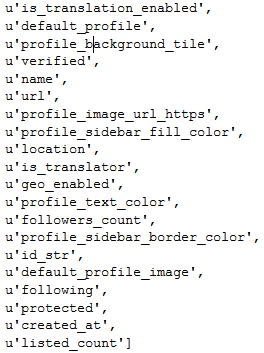 u'is_translation_enabled',
u'default_profile',
u'profile_background_tile',
u'verified',
u'name',
u'url',
u'profile_image_url_https',
u'profile_sidebar_fill_color',
u'location',
u'is_translator',
u'geo_enabled',
u'profile_text_color',
u'followers_count',
u'profile_sidebar_border_color',
u'id_str',
u'default_profile_image',
u'following',
u'protected',
u'created_at',
u'listed_count']